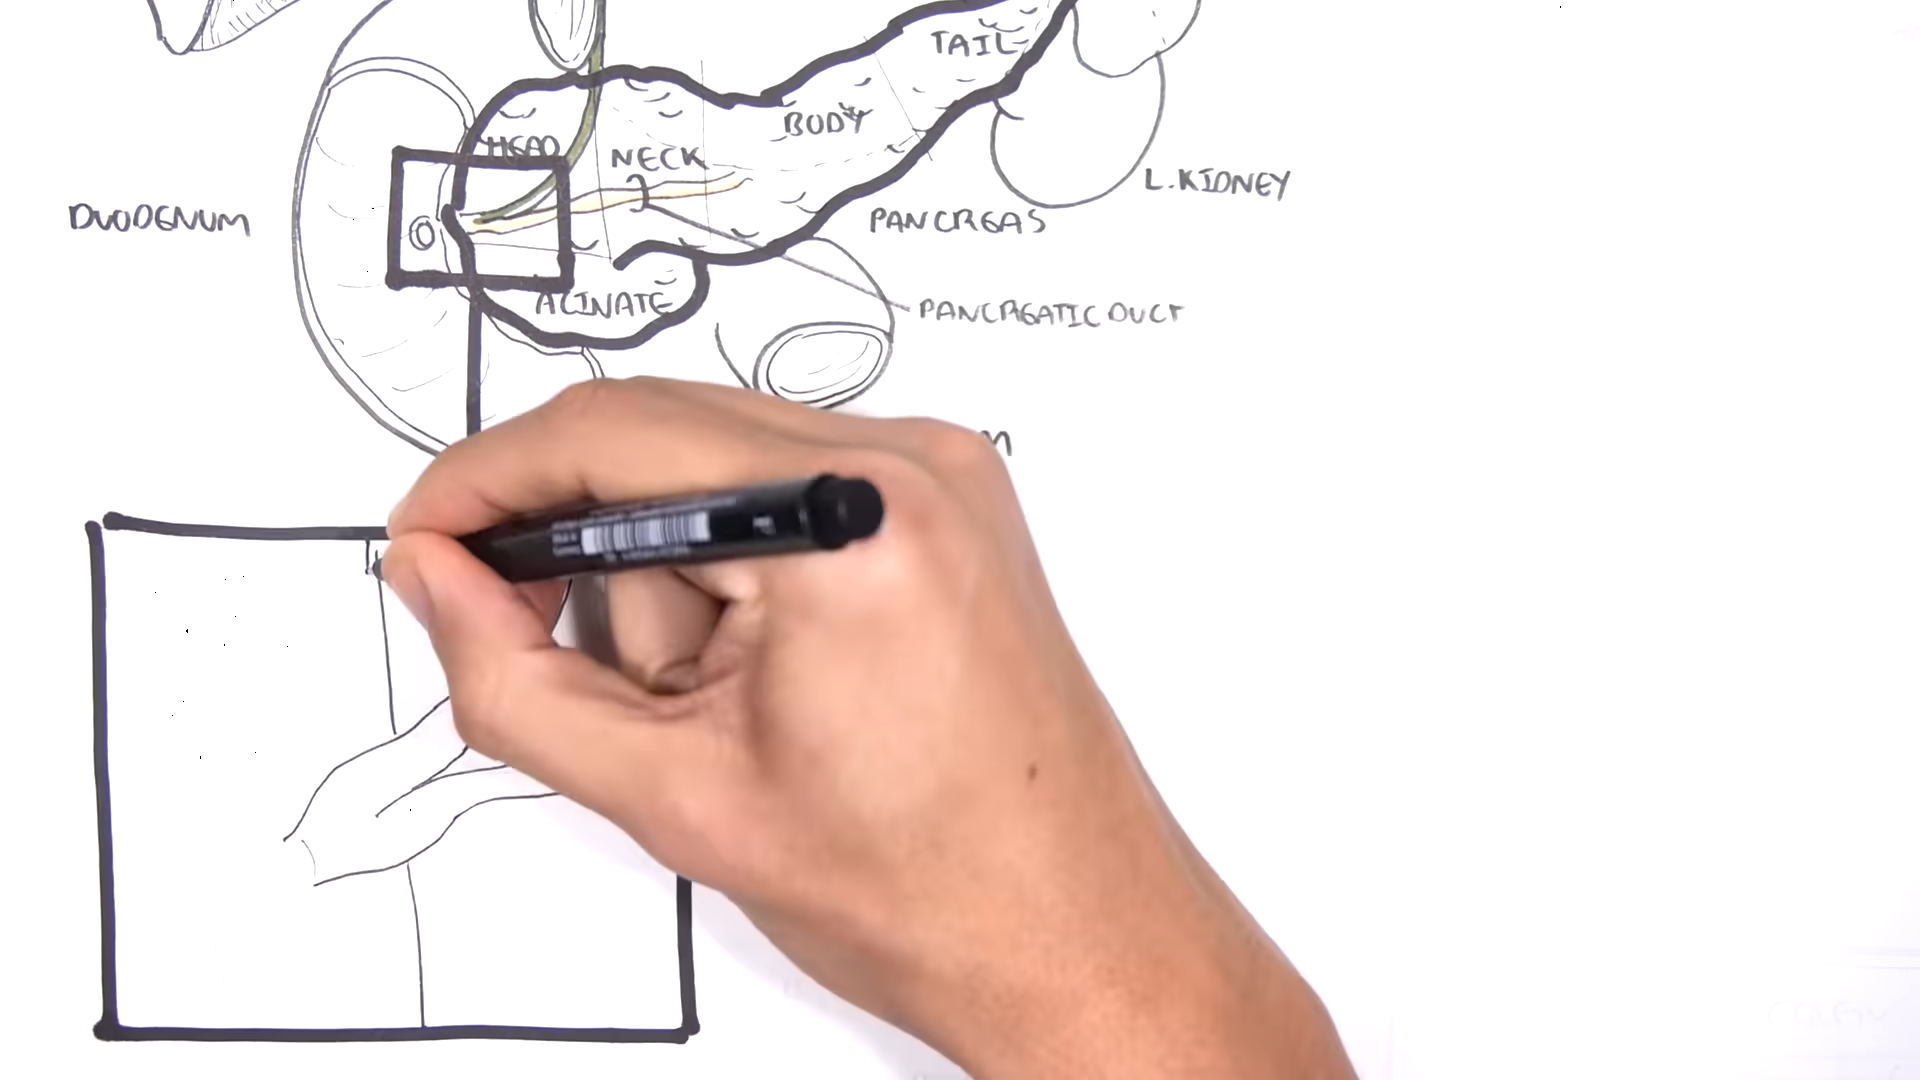 TAIL
BODY
HEAD
NECK
L.KIDNEY
DUODENUM
PANCREAS
ACINATE
PANCREATIC DUCT
M